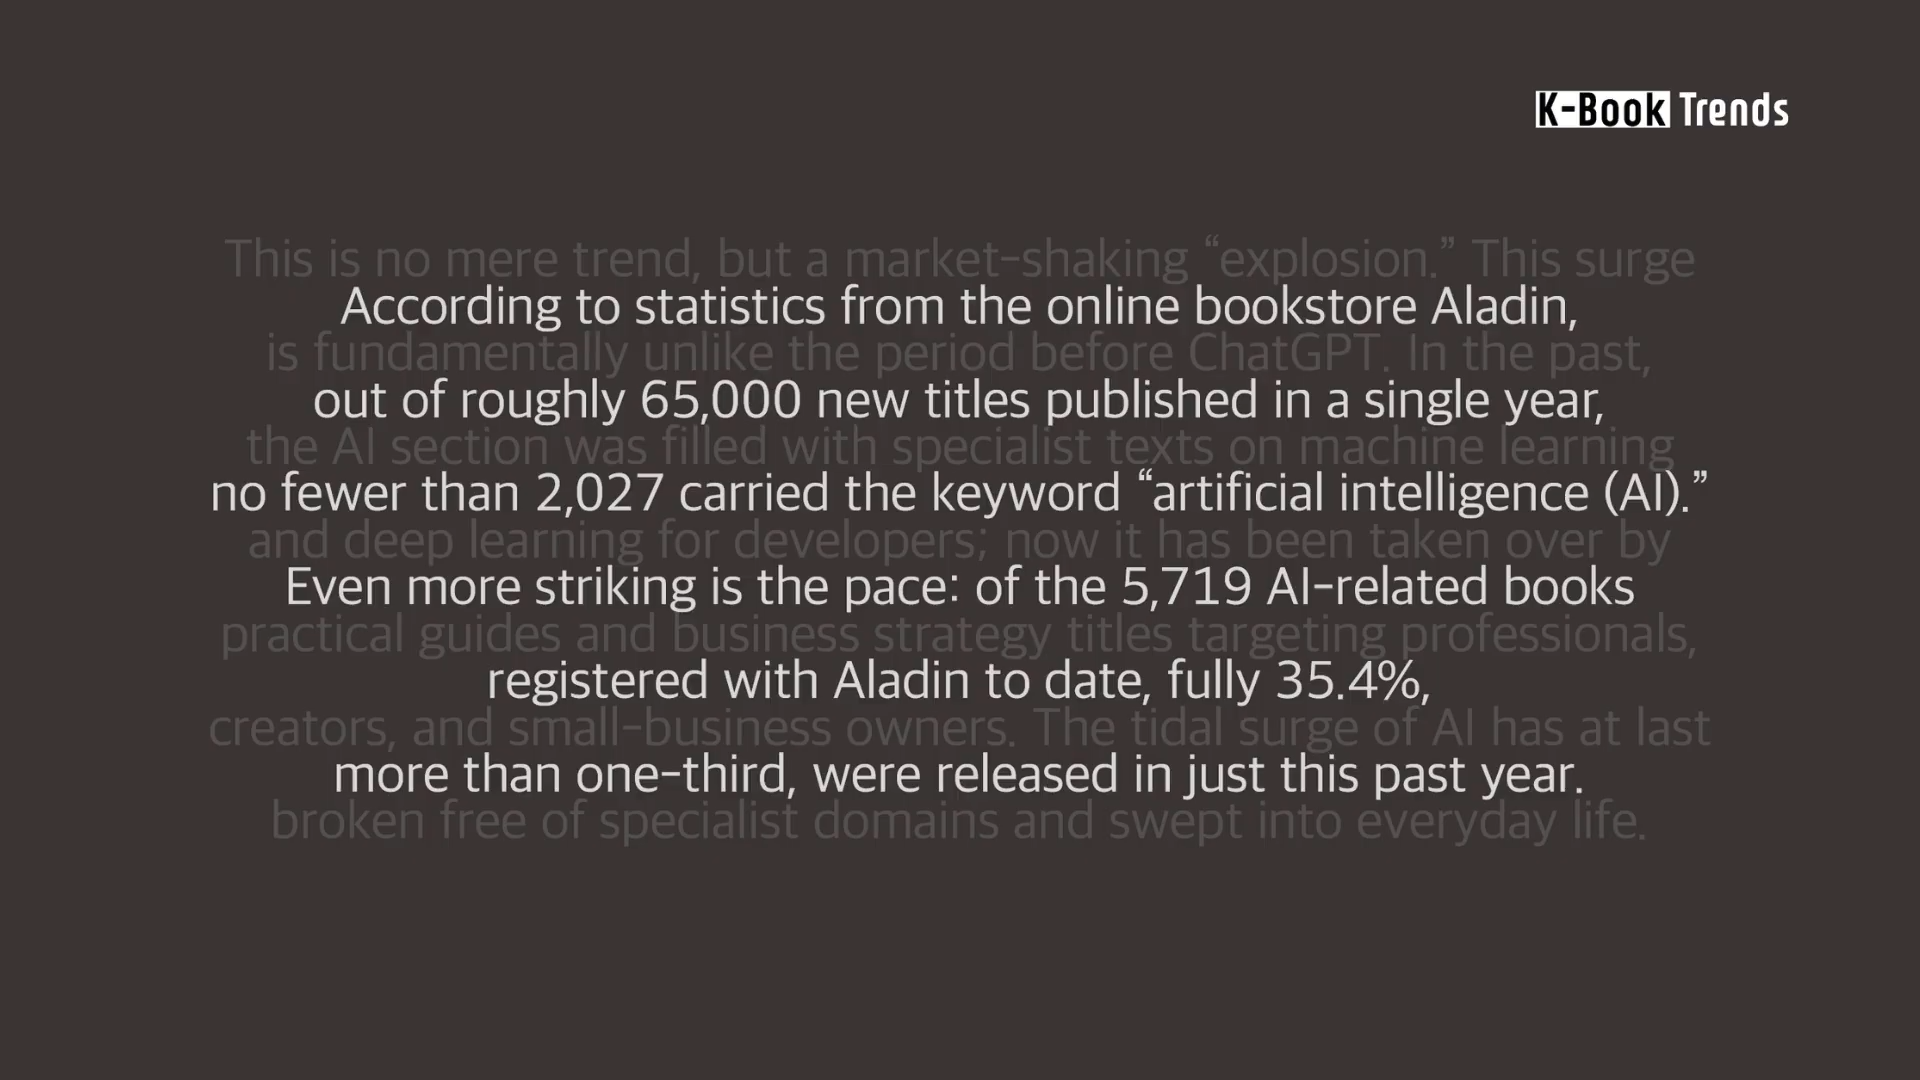 K-Book Trends
This is no mere trend, but a market-shaking “explosion.” This surge
According to statistics from the online bookstore Aladin,
is fundamentally unlike the period before ChatGPT. In the past,
out of roughly 65,000 new titles published in a single year,
the AI section was filled with specialist texts on machine learning
no fewer than 2,027 carried the keyword “artificial intelligence (AI).”
and deep learning for developers; now it has been taken over by
Even more striking is the pace: of the 5,719 AI-related books
practical guides and business strategy titles targeting professionals,
registered with Aladin to date, fully 35.4%,
creators, and small-business owners. The tidal surge of AI has at last
more than one-third, were released in just this past year.
broken free of specialist domains and swept into everyday life.